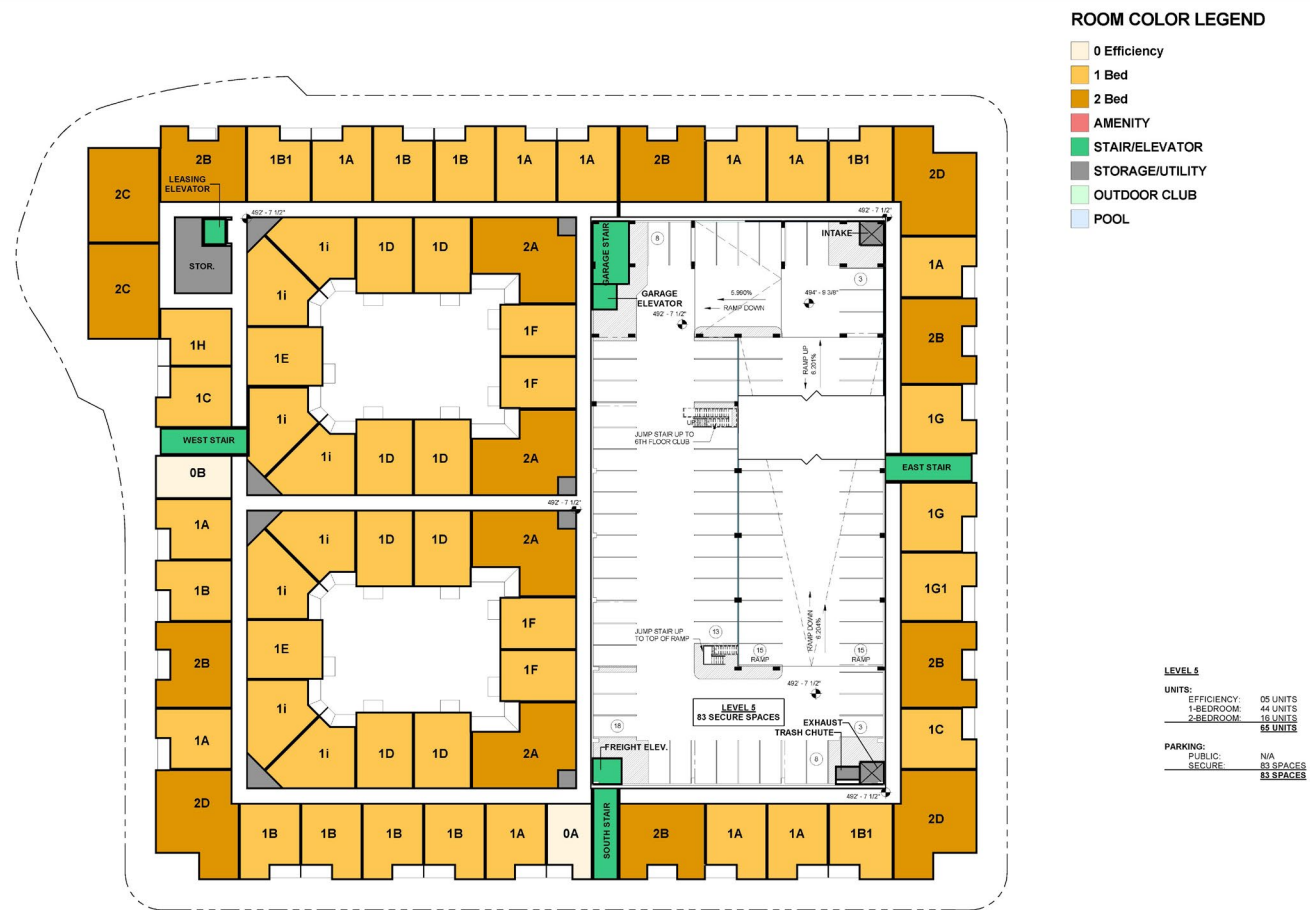 ROOM COLOR LEGEND
0 Efficiency
1 Bed
2 Bed
AMENITY
STAIR/ELEVATOR
STORAGE/UTILITY
OUTDOOR CLUB
POOL
2B
1B1
1A
1B
1B
1A
1A
2B
1A
1A
1B1
2D
2C
LEASING
ELEVATOR
492' - 7 1/2"
492' - 7 1/2"
STOR.
2C
1i
1D
1D
2A
1i
1E
1F
1F
1i
1i
1D
1D
2A
GARAGE STAIR
GARAGE
ELEVATOR
492' - 7 1/2"
8
5.990%
RAMP DOWN
INTAKE
3
494' - 9 3/8"
RAMP UP
6.201%
1A
2B
1G
1H
1C
WEST STAIR
0B
UP
JUMP STAIR UP TO
6TH FLOOR CLUB
EAST STAIR
492' - 7 1/2"
1A
1B
2B
1A
2D
1i
1D
1D
2A
1i
1E
1F
1F
1i
1i
1D
1D
2A
1G
1G1
2B
1C
2D
RAMP DOWN
6.204%
JUMP STAIR UP
TO TOP OF RAMP
13
15
RAMP
15
RAMP
492' - 7 1/2"
LEVEL 5
83 SECURE SPACES
18
EXHAUST
TRASH CHUTE
3
8
FREIGHT ELEV.
492' - 7 1/2"
SOUTH STAIR
1B
1B
1B
1B
1A
0A
2B
1A
1A
1B1
LEVEL 5
UNITS:
EFFICIENCY: 05 UNITS
1-BEDROOM: 44 UNITS
2-BEDROOM: 16 UNITS
65 UNITS
PARKING:
PUBLIC: N/A
SECURE: 83 SPACES
83 SPACES